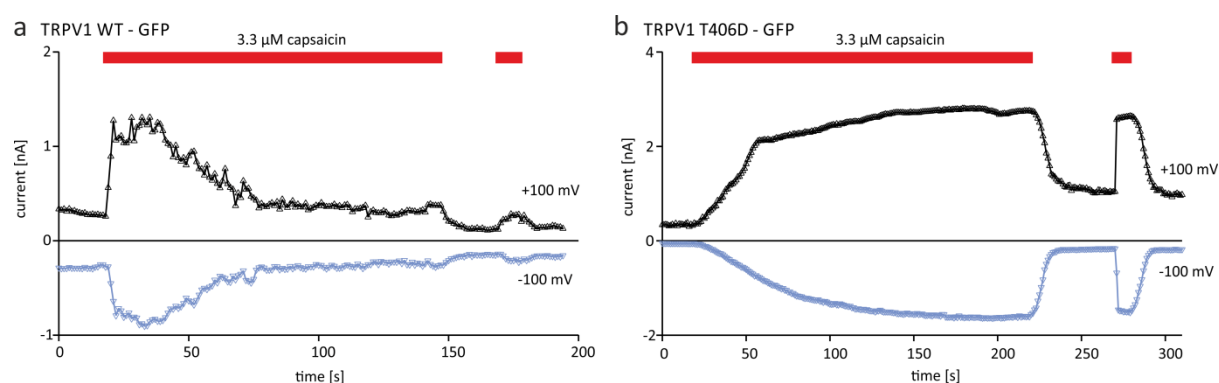 a TRPV1 WT - GFP
3.3 µM capsaicin
current [nA]
2
1
0
-1
+100 mV
-100 mV
0 50 100 150 200
time [s]
b TRPV1 T406D - GFP
3.3 µM capsaicin
current [nA]
4
2
0
-2
+100 mV
-100 mV
0 50 100 150 200 250 300
time [s]